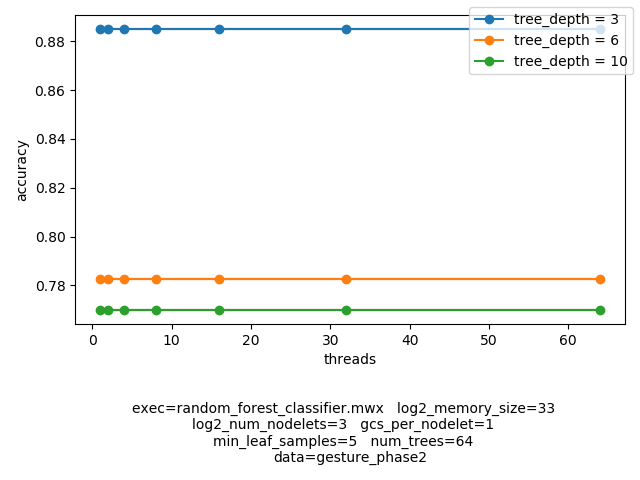 tree_depth = 3
tree_depth = 6
tree_depth = 10
accuracy
0.88
0.86
0.84
0.82
0.80
0.78
0 10 20 30 40 50 60
threads
exec=random_forest_classifier.mwx log2_memory_size=33
log2_num_nodelets=3 gcs_per_nodelet=1
min_leaf_samples=5 num_trees=64
data=gesture_phase2